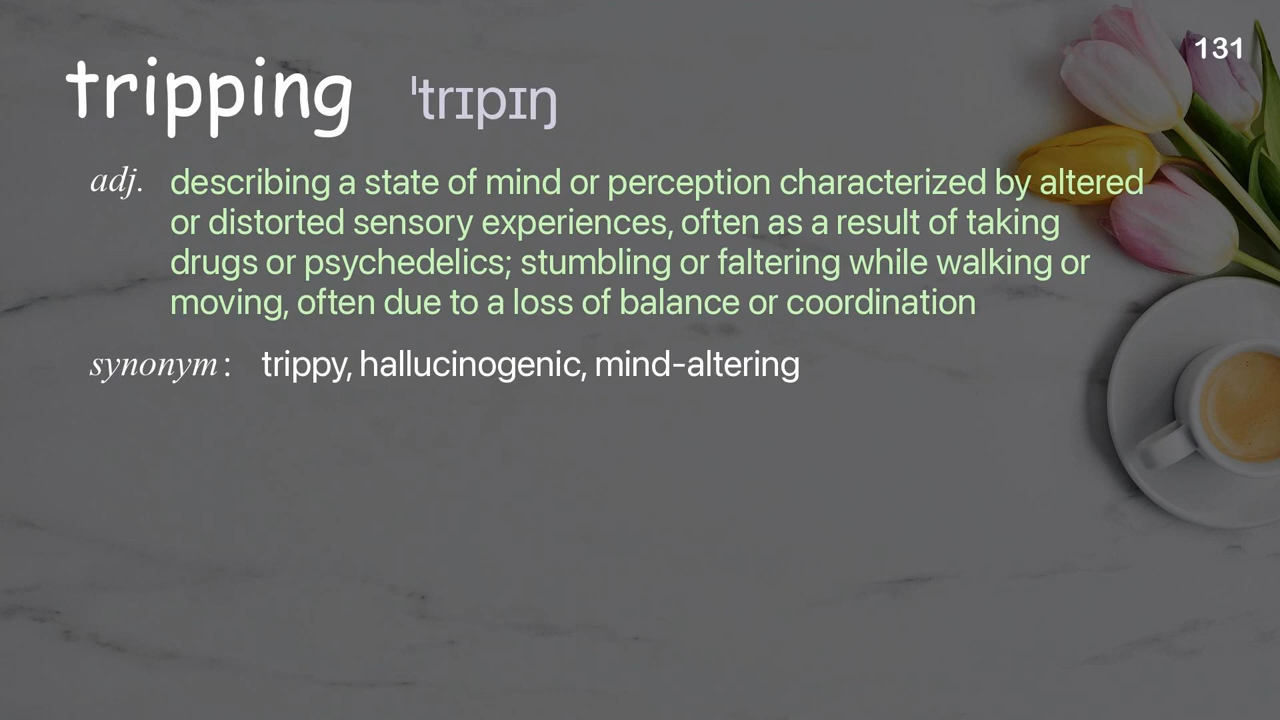 131
tripping ˈtrɪpɪŋ
adj. describing a state of mind or perception characterized by altered
or distorted sensory experiences, often as a result of taking
drugs or psychedelics; stumbling or faltering while walking or
moving, often due to a loss of balance or coordination
synonym: trippy, hallucinogenic, mind-altering